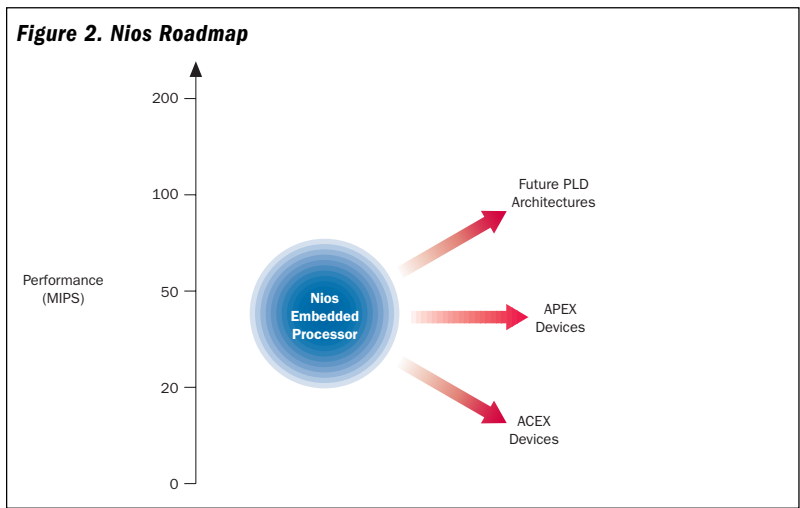 Figure 2. Nios Roadmap
200
100
50
20
0
Performance
(MIPS)
Nios
Embedded
Processor
Future PLD
Architectures
APEX
Devices
ACEX
Devices